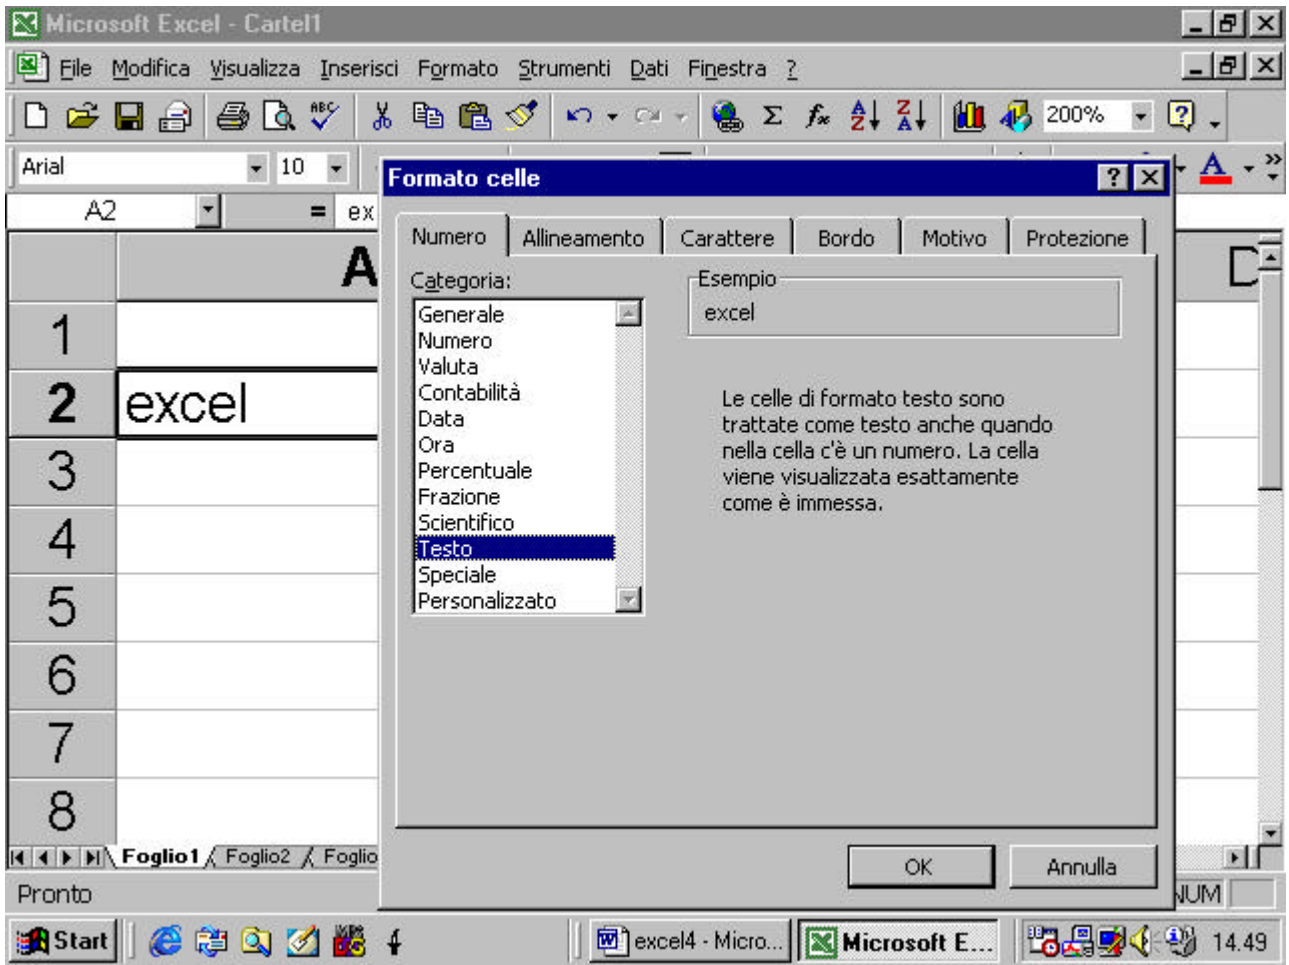 Microsoft Excel - Cartel1
File Modifica Visualizza Inserisci Formato Strumenti Dati Finestra ?
ABC Σ fx A Z Z A 200% ?
Arial 10 A »
Formato celle ?
A2 = ex
Numero Allineamento Carattere Bordo Motivo Protezione
A D
Categoria:
Esempio
excel
Generale
Numero
Valuta
Contabilità
Data
Ora
Percentuale
Frazione
Scientifico
Testo
Speciale
Personalizzato
Le celle di formato testo sono
trattate come testo anche quando
nella cella c'è un numero. La cella
viene visualizzata esattamente
come è immessa.
1
2 excel
3
4
5
6
7
8
Foglio1 Foglio2 Foglio
OK Annulla
Pronto NUM
Start excel4 - Micro... Microsoft E... 14.49